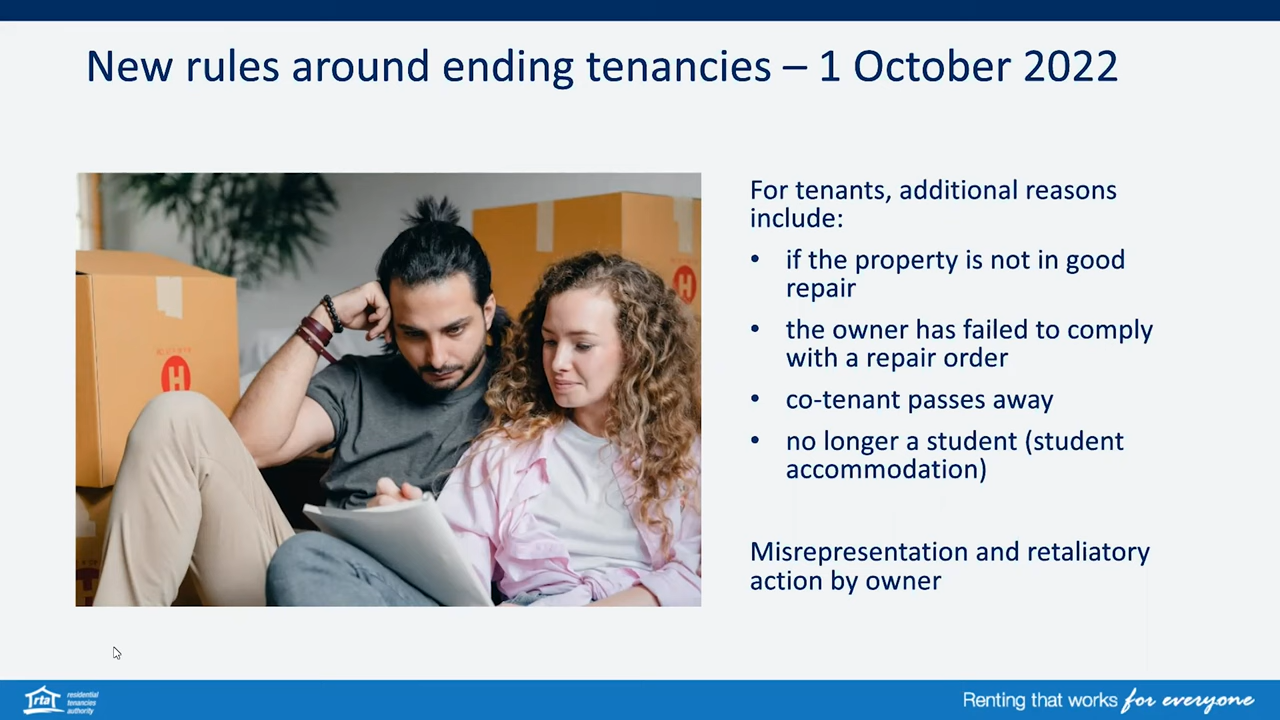 New rules around ending tenancies – 1 October 2022
For tenants, additional reasons
include:
• if the property is not in good
repair
• the owner has failed to comply
with a repair order
• co-tenant passes away
• no longer a student (student
accommodation)
Misrepresentation and retaliatory
action by owner
H
H
rta
residential
tenancies
authority
Renting that works for everyone